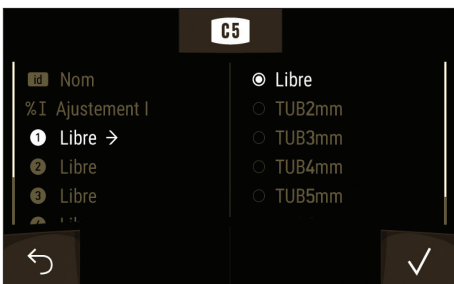 C5
id Nom
%I Ajustement I
1 Libre →
2 Libre
3 Libre
Libre
TUB2mm
TUB3mm
TUB4mm
TUB5mm